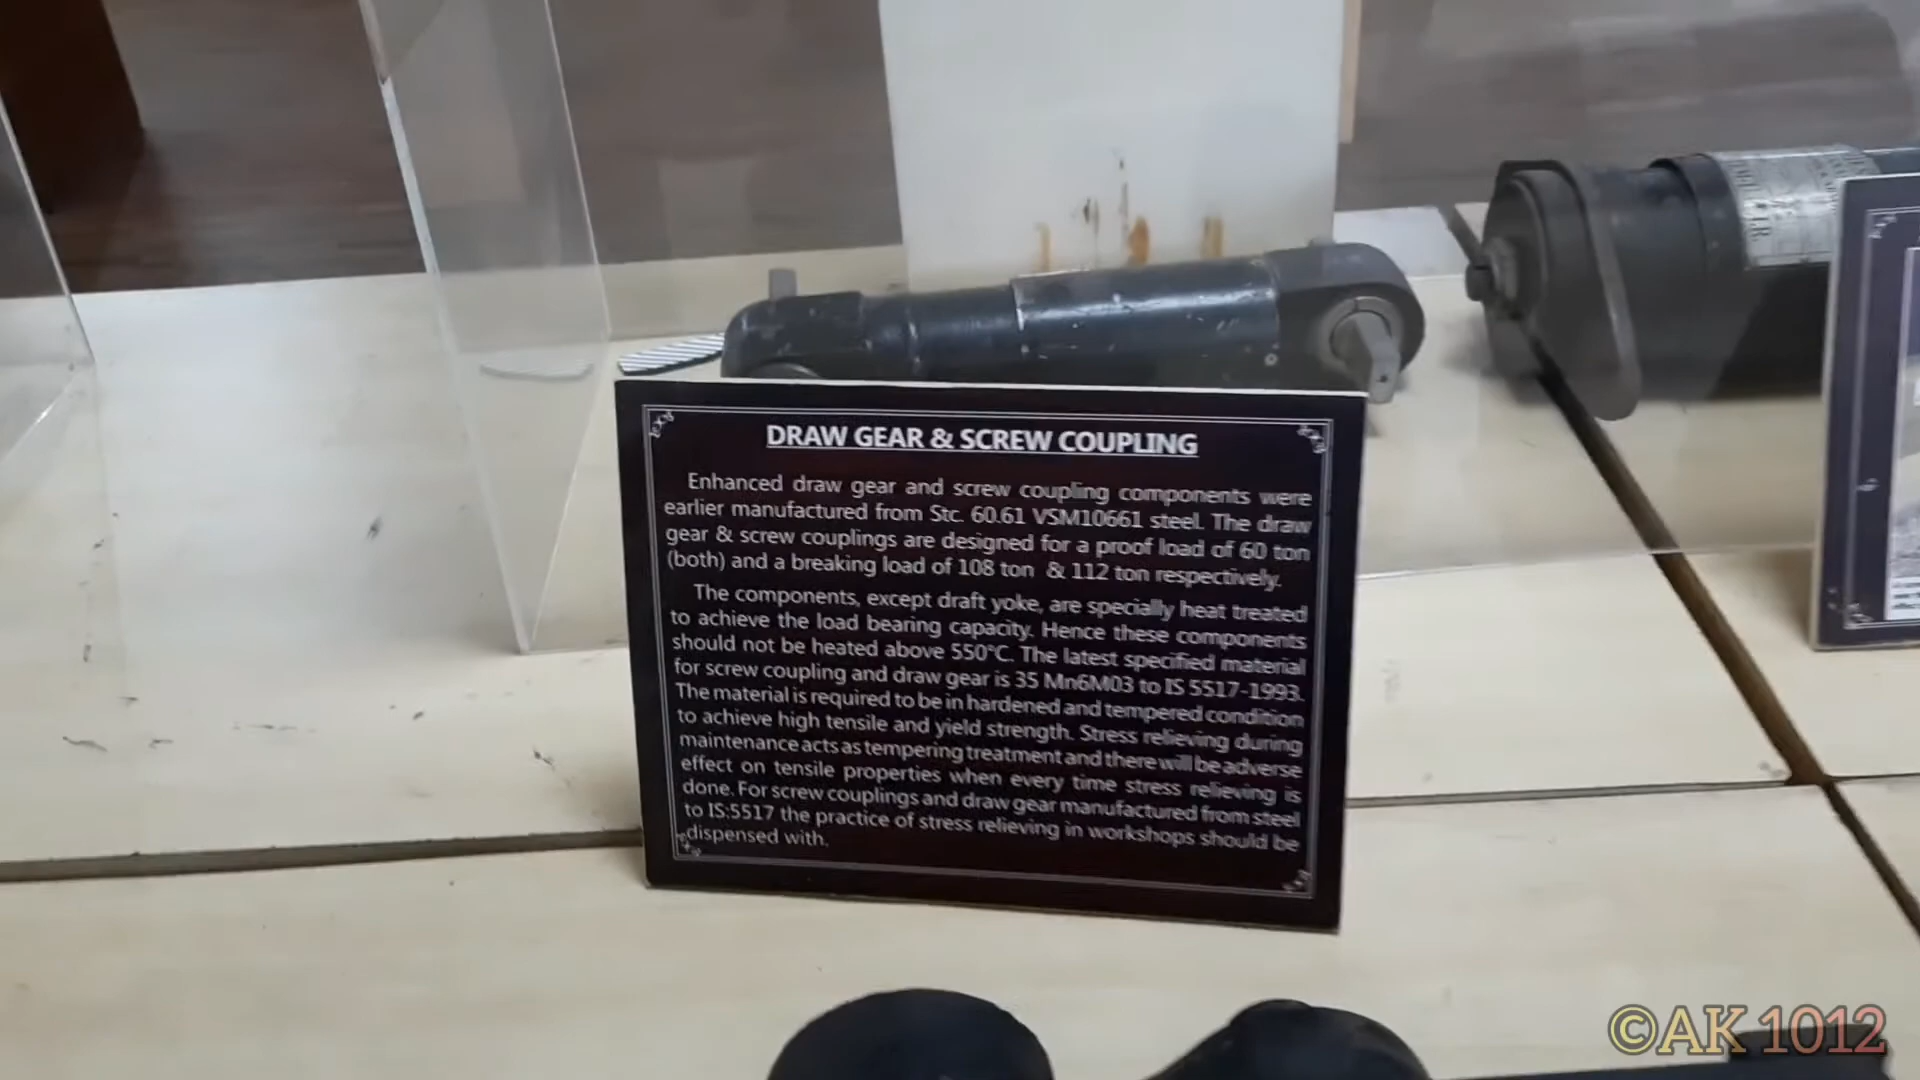 DRAW GEAR & SCREW COUPLING
Enhanced draw gear and screw coupling components were
earlier manufactured from Stc. 60.61 VSM10661 steel. The draw
gear & screw couplings are designed for a proof load of 60 ton
(both) and a breaking load of 108 ton & 112 ton respectively.
The components, except draft yoke, are specially heat treated
to achieve the load bearing capacity. Hence these components
should not be heated above 550°C. The latest specified material
for screw coupling and draw gear is 35 Mn6M03 to IS 5517-1993.
The material is required to be in hardened and tempered condition
to achieve high tensile and yield strength. Stress relieving during
maintenance acts as tempering treatment and there will be adverse
effect on tensile properties when every time stress relieving is
done. For screw couplings and draw gear manufactured from steel
to IS:5517 the practice of stress relieving in workshops should be
dispensed with.
©AK 1012